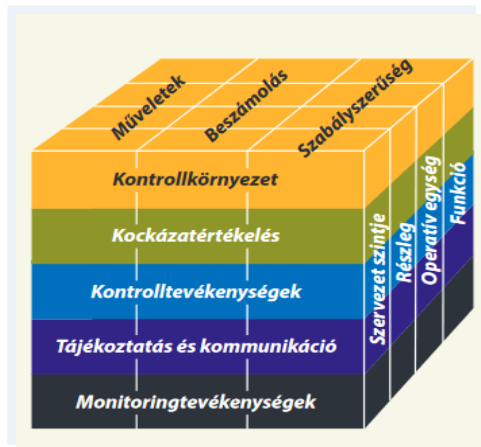 Műveletek
Beszámolás
Szabályszerűség
Kontrollkörnyezet
Kockázatértékelés
Kontrolltevékenységek
Tájékoztatás és kommunikáció
Monitoringtevékenységek
Szervezet szintje
Részleg
Operatív egység
Funkció